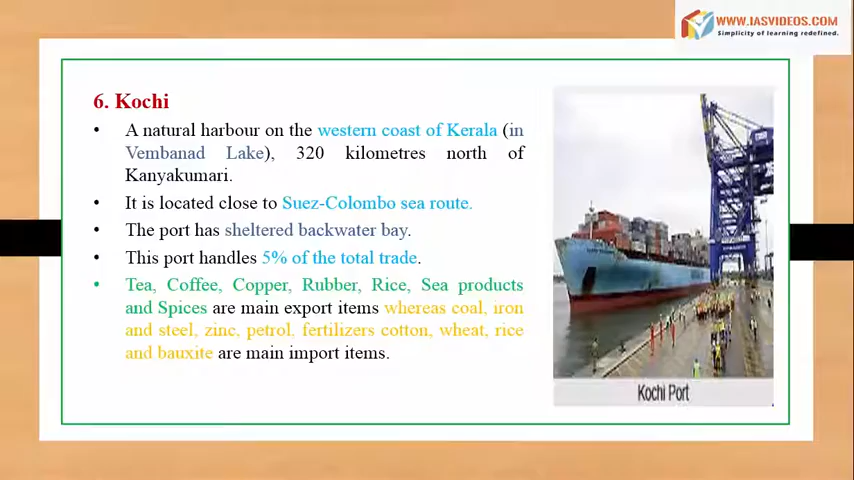 WWW.IASVIDEOS.COM
Simplicity of learning redefined.
6. Kochi
• A natural harbour on the western coast of Kerala (in
Vembanad Lake), 320 kilometres north of
Kanyakumari.
• It is located close to Suez-Colombo sea route.
• The port has sheltered backwater bay.
• This port handles 5% of the total trade.
• Tea, Coffee, Copper, Rubber, Rice, Sea products
and Spices are main export items whereas coal, iron
and steel, zinc, petrol, fertilizers cotton, wheat, rice
and bauxite are main import items.
Kochi Port